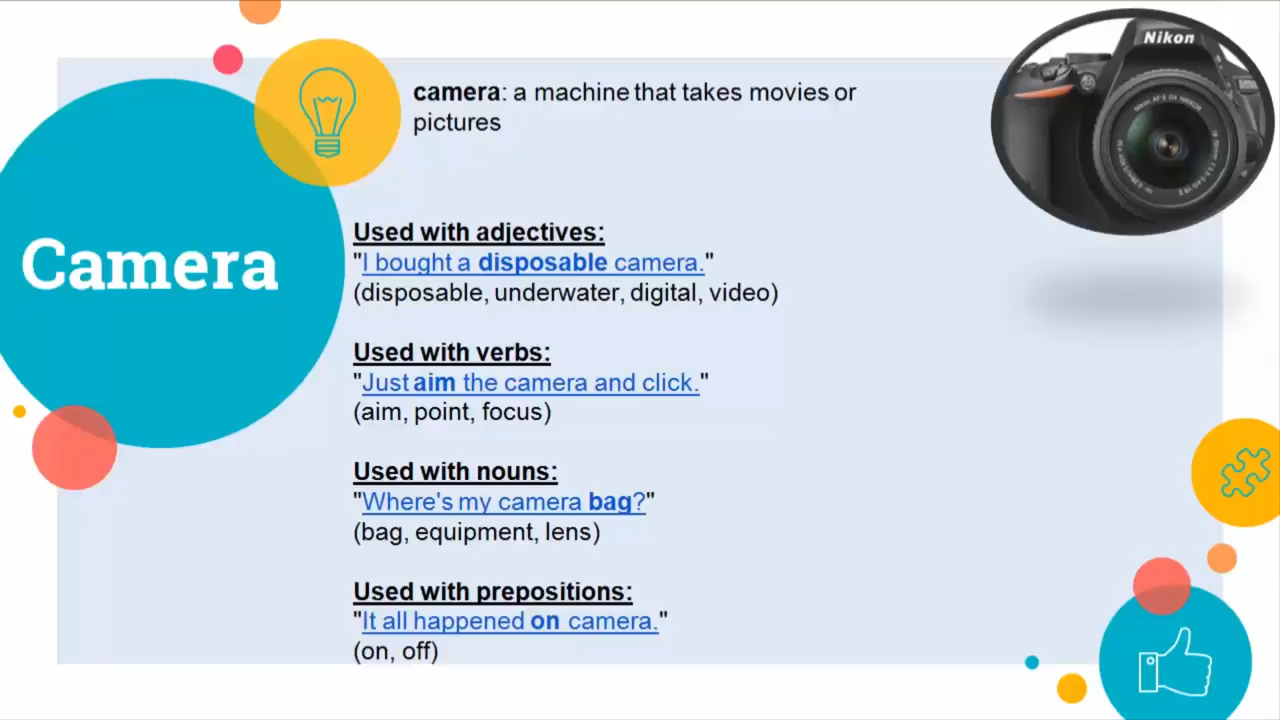 Nikon
camera: a machine that takes movies or
pictures
Camera
Used with adjectives:
"I bought a disposable camera."
(disposable, underwater, digital, video)
Used with verbs:
"Just aim the camera and click."
(aim, point, focus)
Used with nouns:
"Where's my camera bag?"
(bag, equipment, lens)
Used with prepositions:
"It all happened on camera."
(on, off)